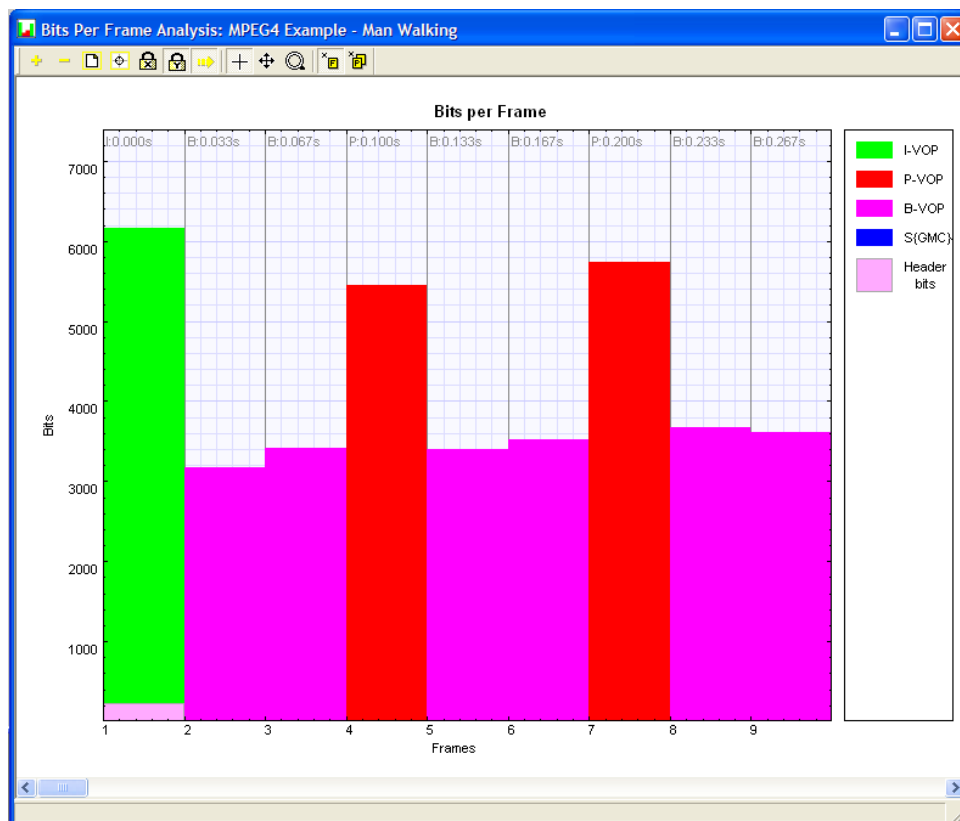 Bits Per Frame Analysis: MPEG4 Example - Man Walking
Bits per Frame
I:0.000s B:0.033s B:0.067s P:0.100s B:0.133s B:0.167s P:0.200s B:0.233s B:0.267s
7000
6000
5000
4000
3000
2000
1000
Bits
1 2 3 4 5 6 7 8 9
Frames
I-VOP
P-VOP
B-VOP
S(GMC)
Header
bits